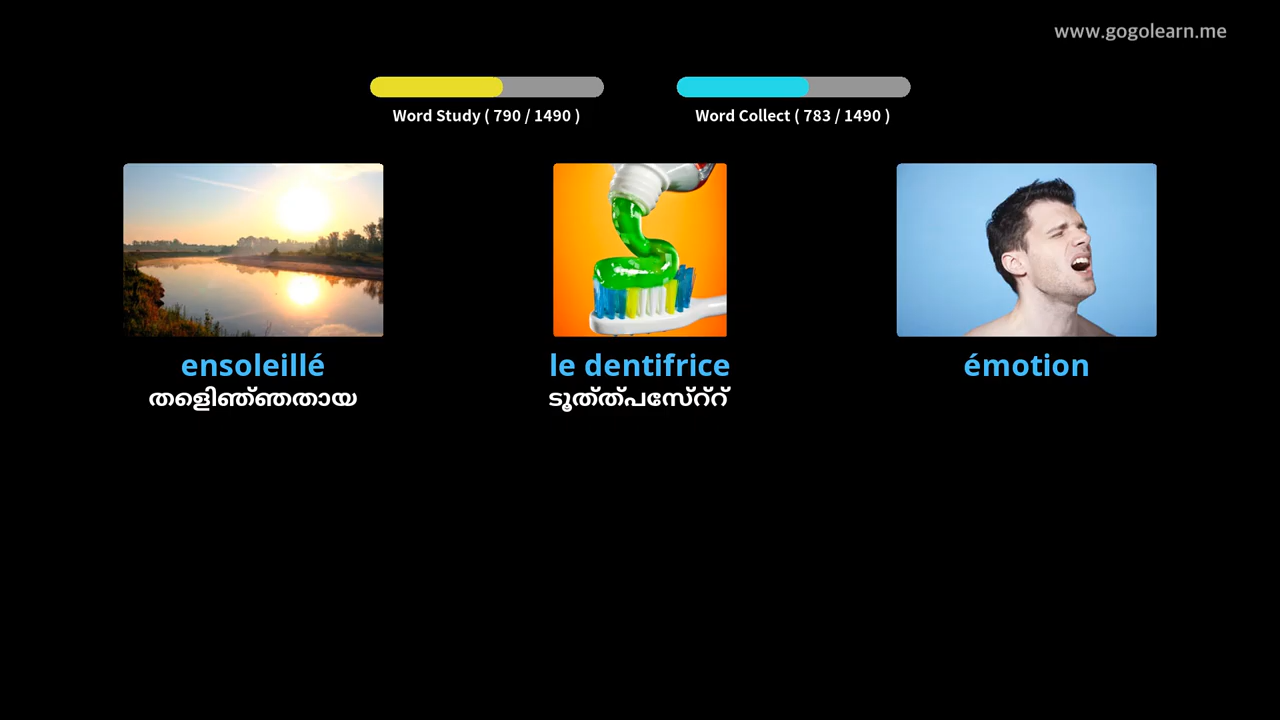 www.gogolearn.me
Word Study ( 790 / 1490 )
Word Collect ( 783 / 1490 )
ensoleillé
le dentifrice
émotion
തളിെഞ്ഞതായ
ടൂത്ത്പസ്േറ്റ്